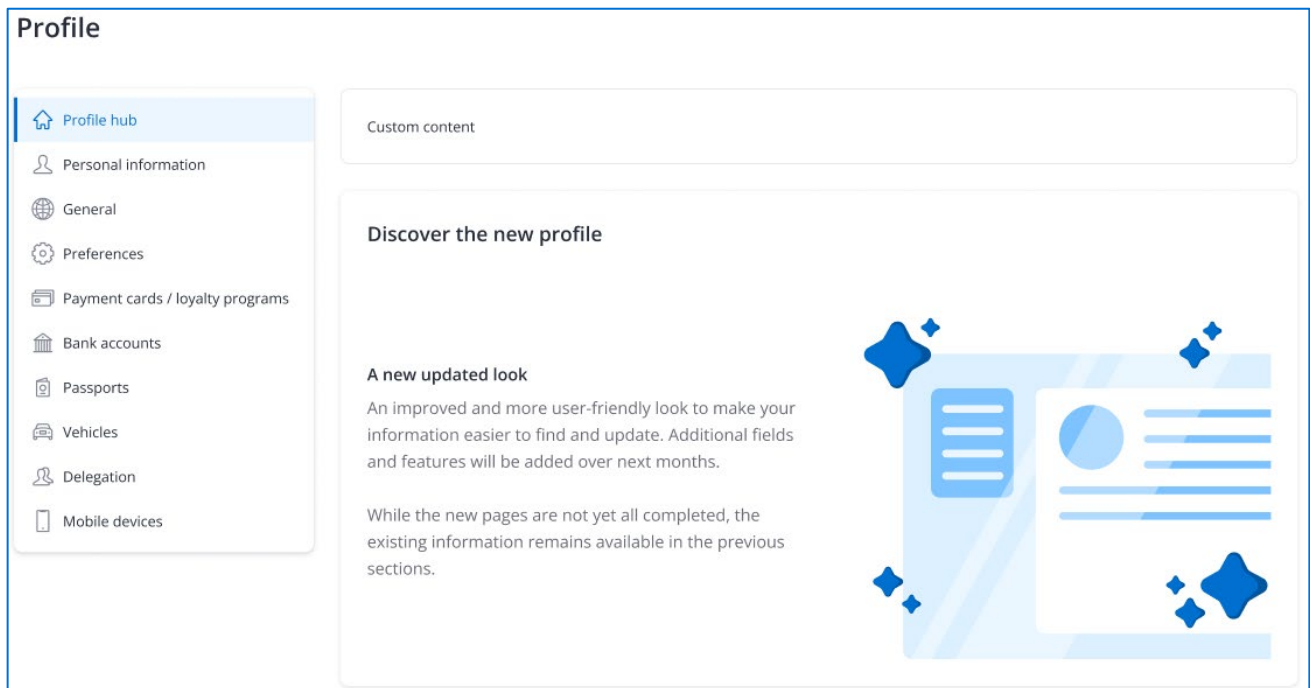 Profile
Profile hub
Personal information
General
Preferences
Payment cards / loyalty programs
Bank accounts
Passports
Vehicles
Delegation
Mobile devices
Custom content
Discover the new profile
A new updated look
An improved and more user-friendly look to make your
information easier to find and update. Additional fields
and features will be added over next months.
While the new pages are not yet all completed, the
existing information remains available in the previous
sections.